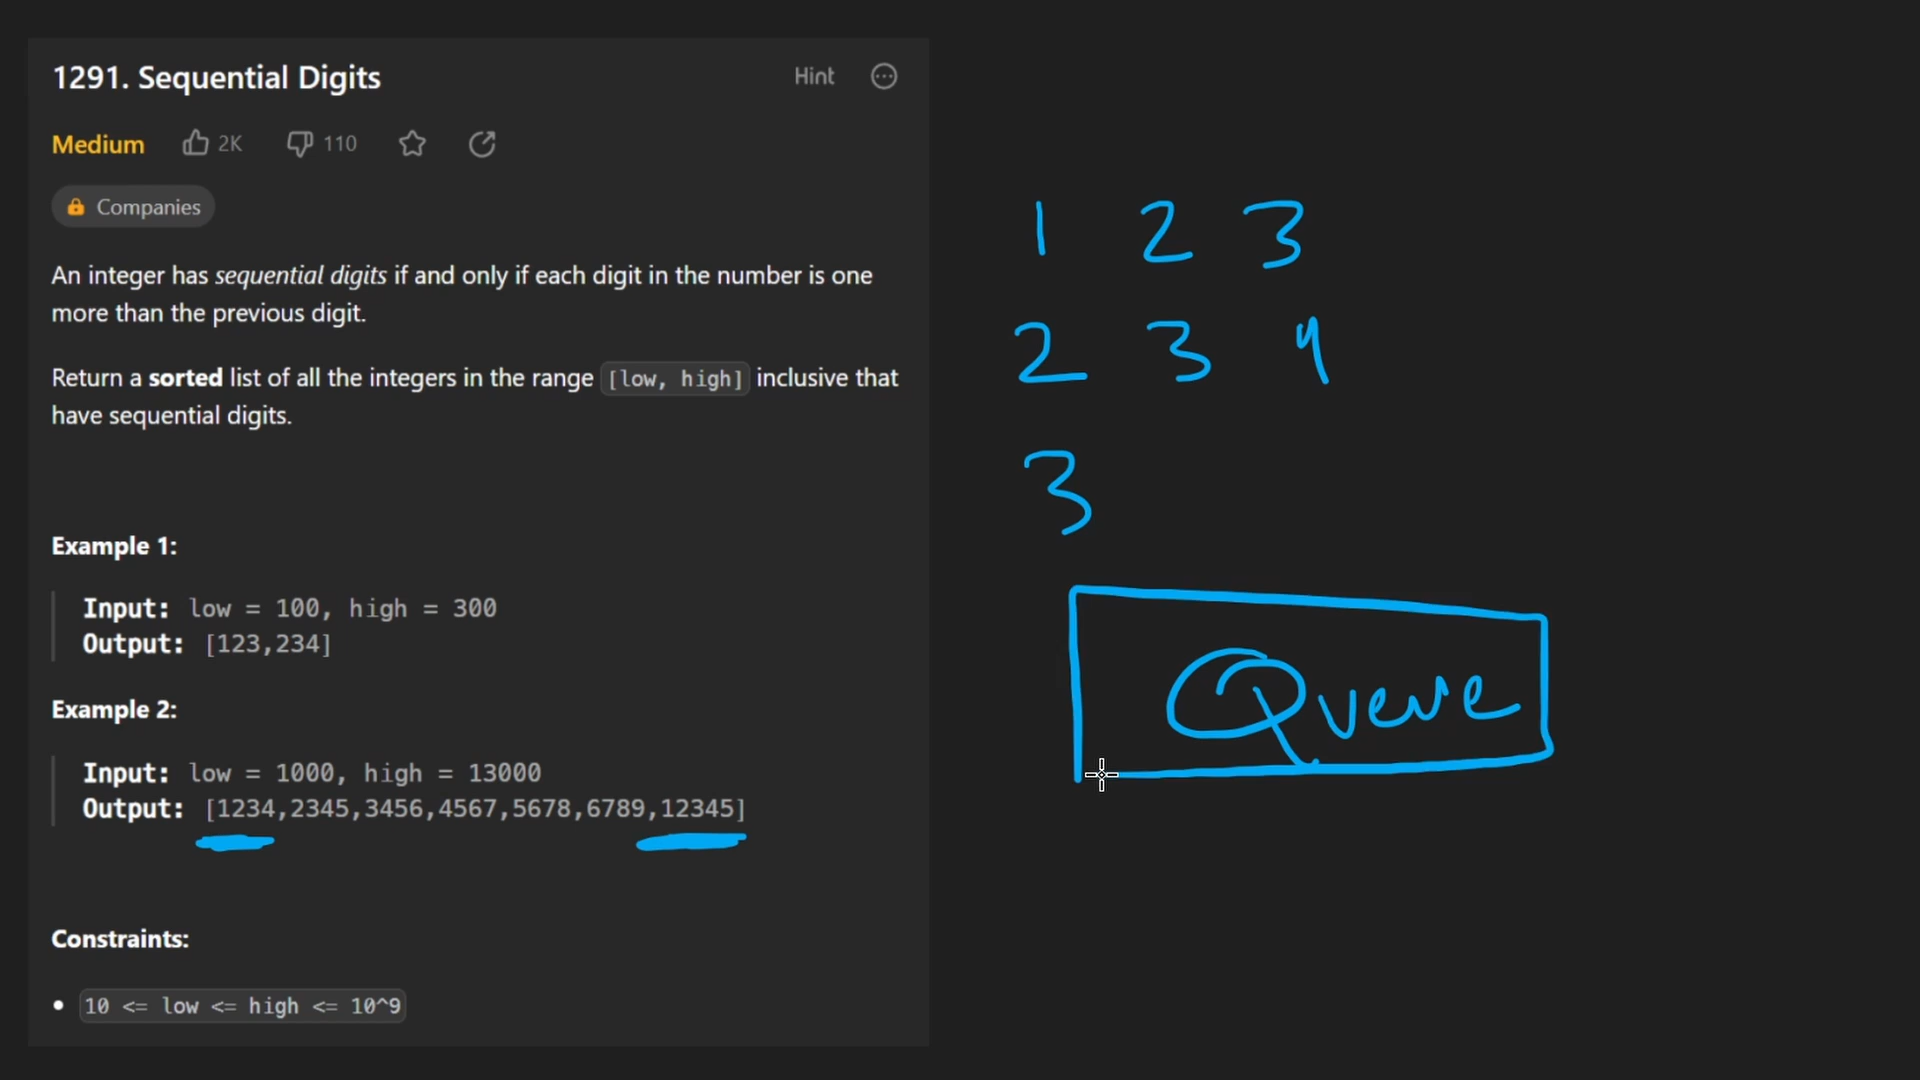 1291. Sequential Digits
Hint
Medium 2K 110
Companies
An integer has sequential digits if and only if each digit in the number is one
more than the previous digit.
Return a sorted list of all the integers in the range [low, high] inclusive that
have sequential digits.
Example 1:
Input: low = 100, high = 300
Output: [123,234]
Example 2:
Input: low = 1000, high = 13000
Output: [1234,2345,3456,4567,5678,6789,12345]
Constraints:
• 10 <= low <= high <= 10^9
1 2 3
2 3 4
3
Queue